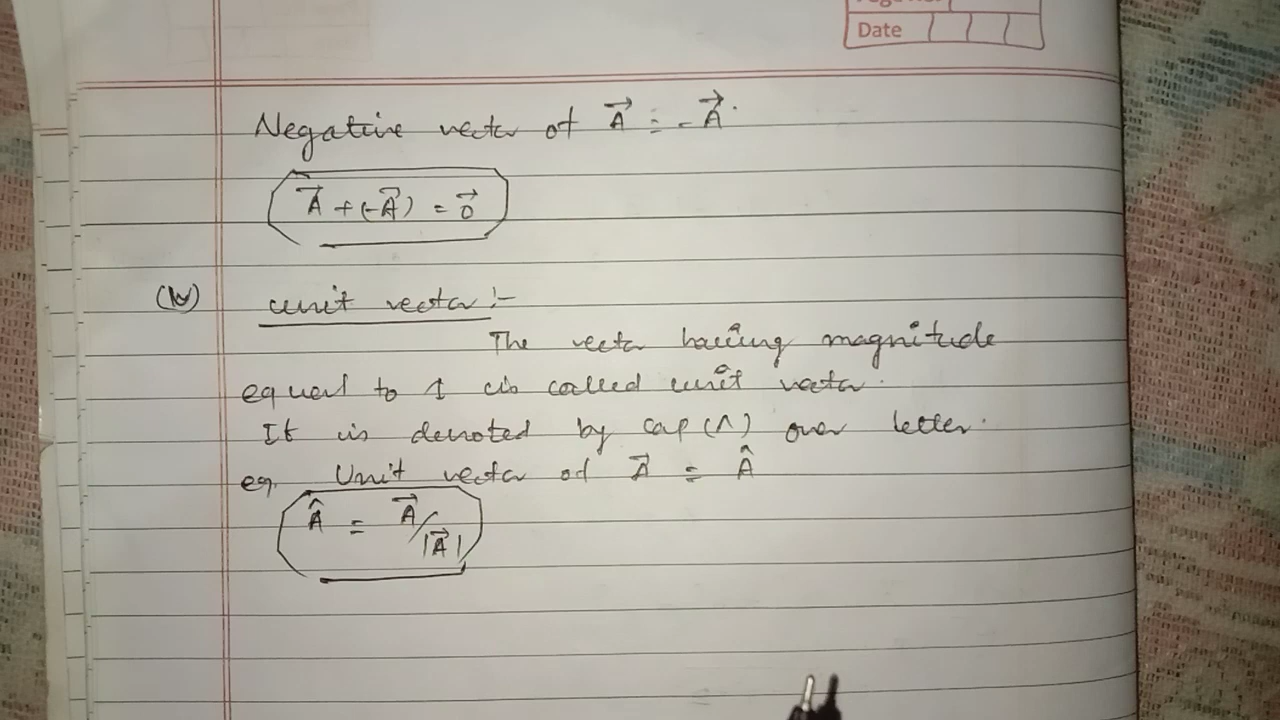 Date
Negative vector of A⃗ = -A⃗.
A⃗ + (-A⃗) = 0⃗
(iv) unit vector :-
The vector having magnitude
equal to 1 is called unit vector.
It is denoted by cap (^) over letter.
eg. Unit vector of A⃗ = Â
Â = A⃗/|A⃗|